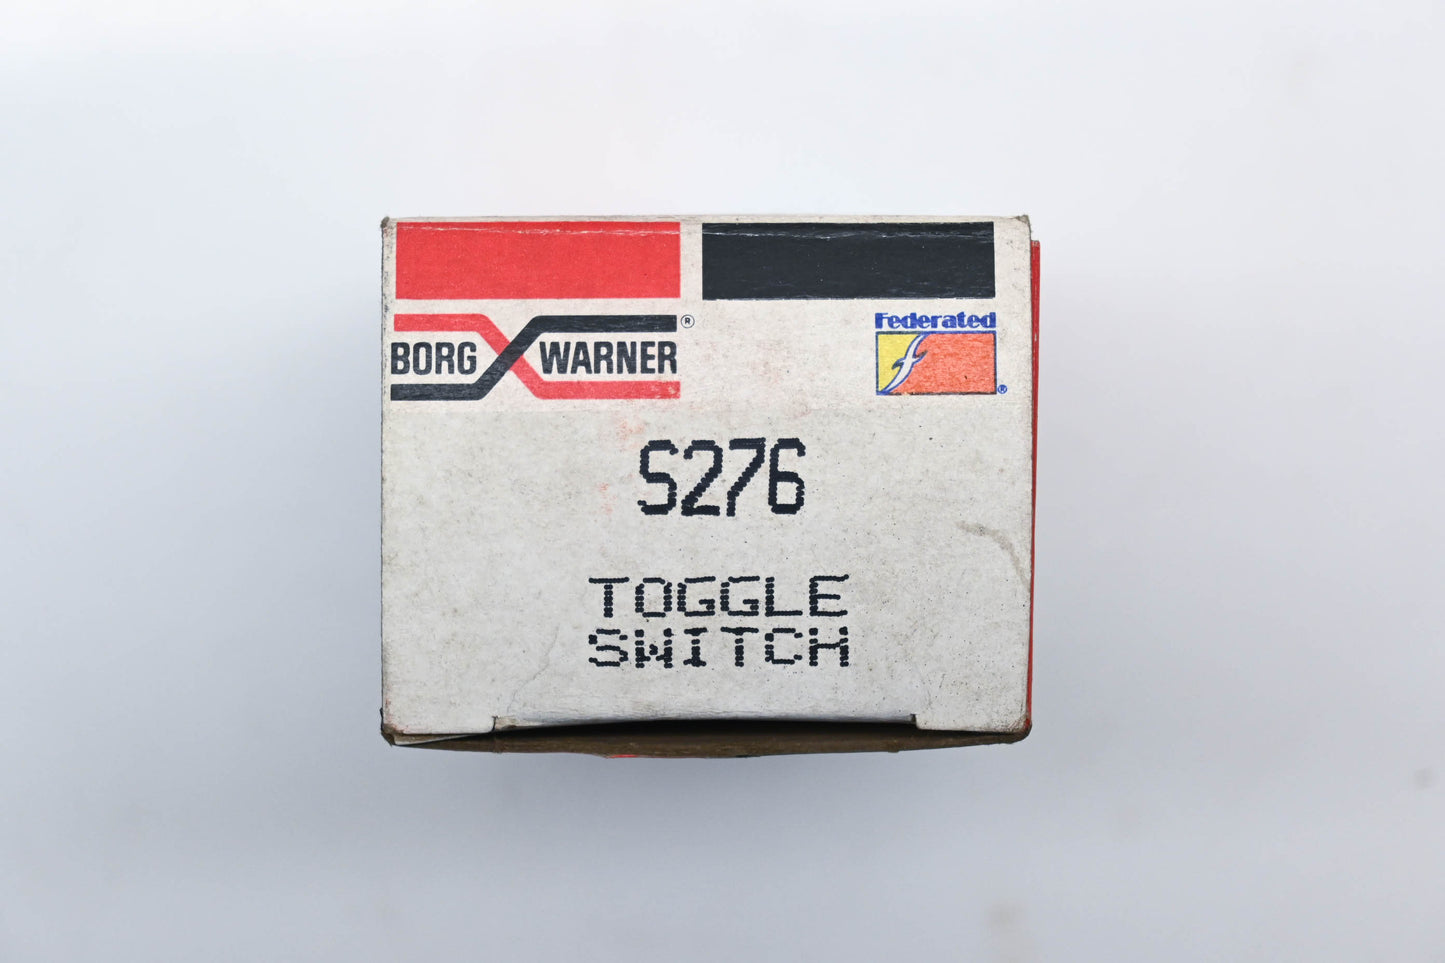 BORG WARNER®
Federated
f®
S276
TOGGLE
SWITCH